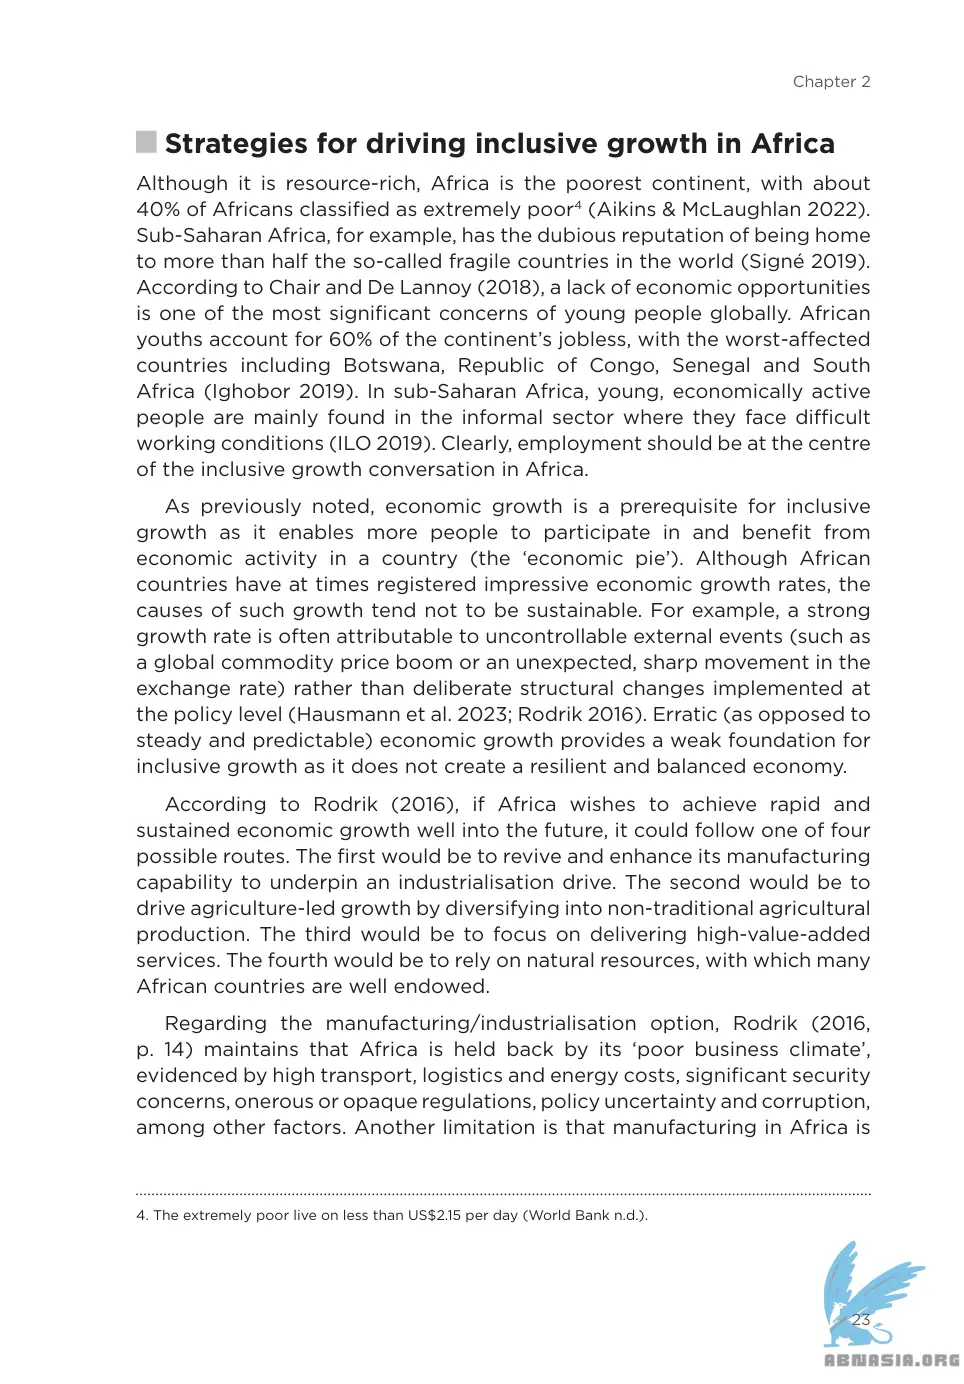 Chapter 2
Strategies for driving inclusive growth in Africa
Although it is resource-rich, Africa is the poorest continent, with about
40% of Africans classified as extremely poor4 (Aikins & McLaughlan 2022).
Sub-Saharan Africa, for example, has the dubious reputation of being home
to more than half the so-called fragile countries in the world (Signé 2019).
According to Chair and De Lannoy (2018), a lack of economic opportunities
is one of the most significant concerns of young people globally. African
youths account for 60% of the continent’s jobless, with the worst-affected
countries including Botswana, Republic of Congo, Senegal and South
Africa (Ighobor 2019). In sub-Saharan Africa, young, economically active
people are mainly found in the informal sector where they face difficult
working conditions (ILO 2019). Clearly, employment should be at the centre
of the inclusive growth conversation in Africa.
As previously noted, economic growth is a prerequisite for inclusive
growth as it enables more people to participate in and benefit from
economic activity in a country (the ‘economic pie’). Although African
countries have at times registered impressive economic growth rates, the
causes of such growth tend not to be sustainable. For example, a strong
growth rate is often attributable to uncontrollable external events (such as
a global commodity price boom or an unexpected, sharp movement in the
exchange rate) rather than deliberate structural changes implemented at
the policy level (Hausmann et al. 2023; Rodrik 2016). Erratic (as opposed to
steady and predictable) economic growth provides a weak foundation for
inclusive growth as it does not create a resilient and balanced economy.
According to Rodrik (2016), if Africa wishes to achieve rapid and
sustained economic growth well into the future, it could follow one of four
possible routes. The first would be to revive and enhance its manufacturing
capability to underpin an industrialisation drive. The second would be to
drive agriculture-led growth by diversifying into non-traditional agricultural
production. The third would be to focus on delivering high-value-added
services. The fourth would be to rely on natural resources, with which many
African countries are well endowed.
Regarding the manufacturing/industrialisation option, Rodrik (2016,
p. 14) maintains that Africa is held back by its ‘poor business climate’,
evidenced by high transport, logistics and energy costs, significant security
concerns, onerous or opaque regulations, policy uncertainty and corruption,
among other factors. Another limitation is that manufacturing in Africa is
4. The extremely poor live on less than US$2.15 per day (World Bank n.d.).
23
ABNASIA.ORG